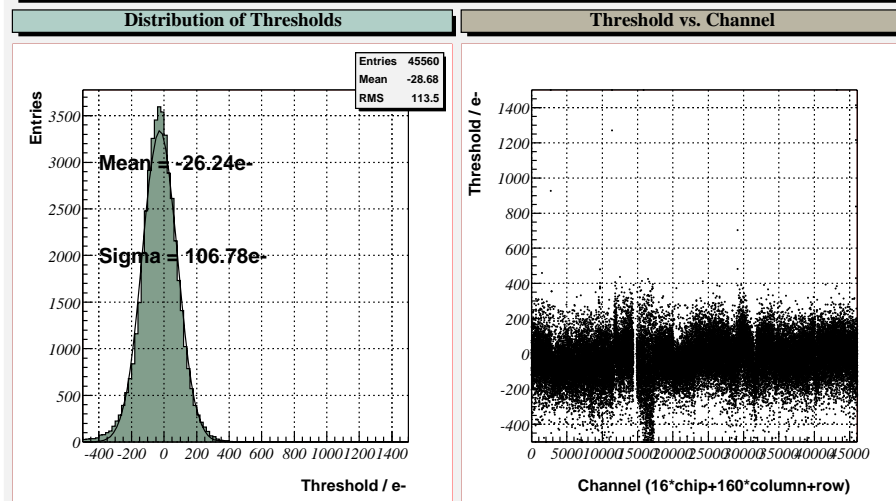 Distribution of Thresholds
Entries 45560
Mean -28.68
RMS 113.5
Entries
3500
3000
2500
2000
1500
1000
500
0
Mean = -26.24e-
Sigma = 106.78e-
-400 -200 0 200 400 600 800 1000 1200 1400
Threshold / e-
Threshold vs. Channel
Threshold / e-
1400
1200
1000
800
600
400
200
0
-200
-400
0 5000 10000 15000 20000 25000 30000 35000 40000 45000
Channel (16*chip+160*column+row)